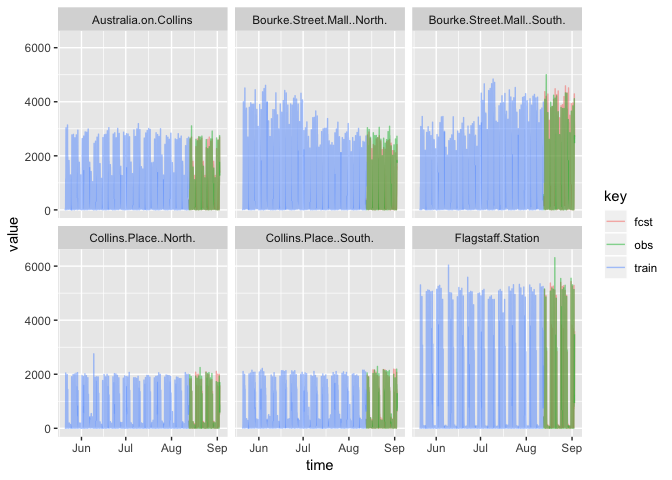 Australia.on.Collins Bourke.Street.Mall..North. Bourke.Street.Mall..South.
6000
4000
2000
0
value
key
fcst
obs
train
Collins.Place..North. Collins.Place..South. Flagstaff.Station
6000
4000
2000
0
Jun Jul Aug Sep Jun Jul Aug Sep Jun Jul Aug Sep
time